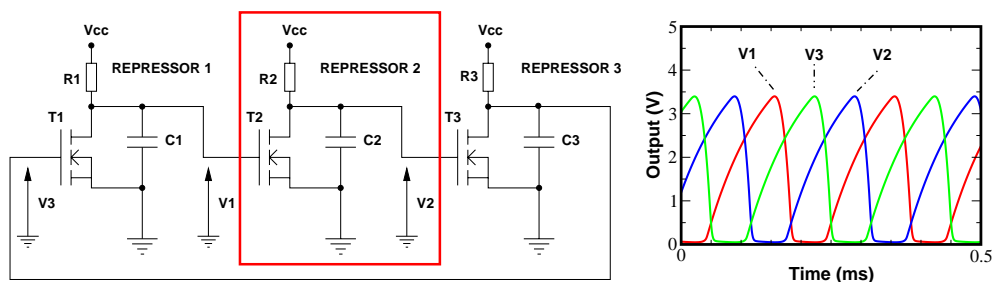 Vcc
Vcc
Vcc
R1
REPRESSOR 1
R2
REPRESSOR 2
R3
REPRESSOR 3
T1
C1
T2
C2
T3
C3
V3
V1
V2
5
4
3
2
1
0
Output (V)
V1
V3
V2
0
0.5
Time (ms)